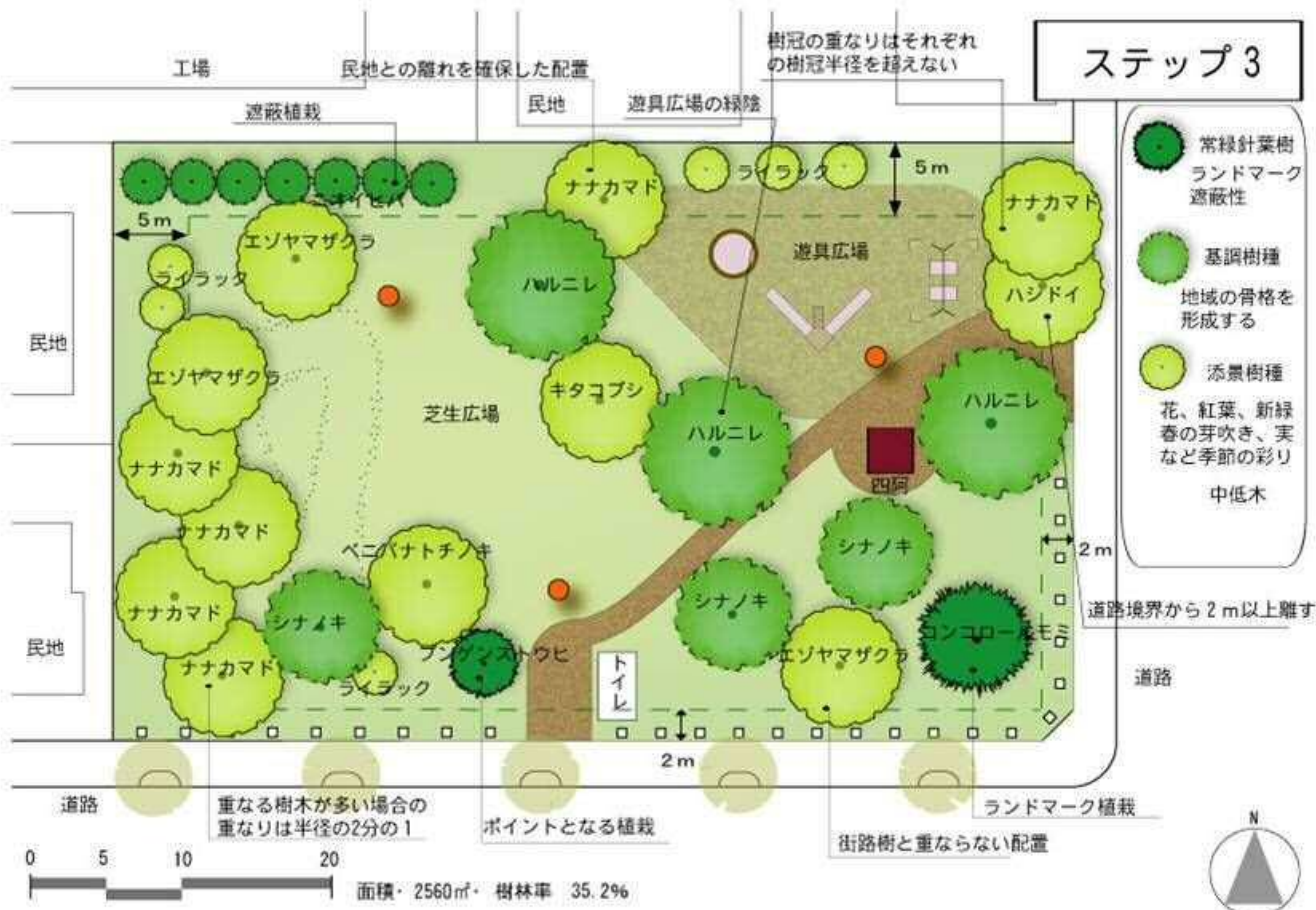 ステップ3
工場
民地との離れを確保した配置
樹冠の重なりはそれぞれ
の樹冠半径を超えない
民地
遊具広場の緑陰
遮蔽植栽
常緑針葉樹
ランドマーク
遮蔽性
基調樹種
地域の骨格を
形成する
添景樹種
花、紅葉、新緑
春の芽吹き、実
など季節の彩り
中低木
ナナカマド
ライラック
5m
ナナカマド
ニオイヒバ
5m
エゾヤマザクラ
遊具広場
ライラック
ハルニレ
ハシドイ
民地
エゾヤマザクラ
キタコブシ
芝生広場
ハルニレ
ハルニレ
ナナカマド
四阿
ナナカマド
ベニバナトチノキ
シナノキ
2m
ナナカマド
シナノキ
シナノキ
道路境界から2m以上離す
コンコロールモミ
民地
ナナカマド
プンゲンストウヒ
エゾヤマザクラ
ライラック
トイレ
道路
2m
道路
重なる樹木が多い場合の
重なりは半径の2分の1
ポイントとなる植栽
ランドマーク植栽
街路樹と重ならない配置
N
0 5 10 20
面積・ 2560㎡・ 樹林率 35.2%